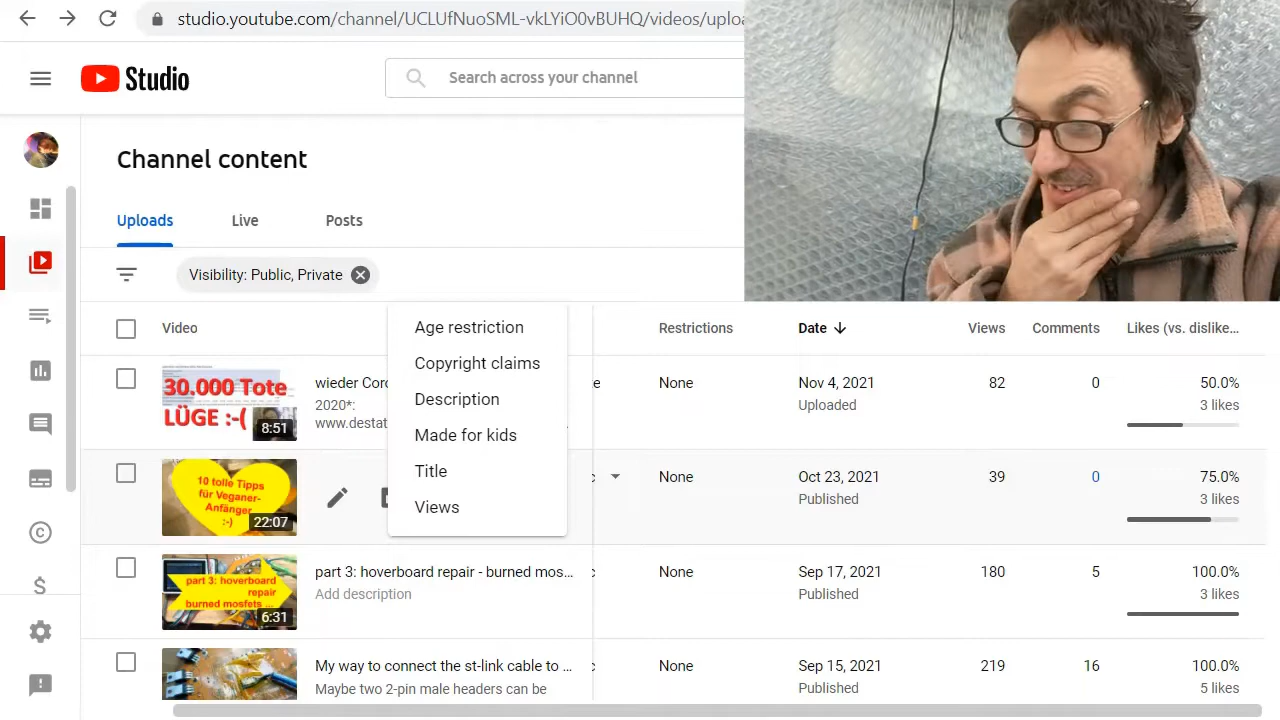 studio.youtube.com/channel/UCLUfNuoSML-vkLYiO0vBUHQ/videos/uploa
Studio
Search across your channel
Channel content
Uploads Live Posts
Visibility: Public, Private
Age restriction
Copyright claims
Description
Made for kids
Title
Views
Video Restrictions Date Views Comments Likes (vs. dislike...
30.000 Tote
LÜGE :-(
8:51
wieder Cor
2020*:
www.destat
None Nov 4, 2021 82 0 50.0%
Uploaded 3 likes
10 tolle Tipps
für Veganer-
Anfänger
:-)
22:07
None Oct 23, 2021 39 0 75.0%
Published 3 likes
part 3: hoverboard
repair
burned mosfets ...
6:31
part 3: hoverboard repair - burned mos...
Add description
None Sep 17, 2021 180 5 100.0%
Published 3 likes
My way to connect the st-link cable to ...
Maybe two 2-pin male headers can be
None Sep 15, 2021 219 16 100.0%
Published 5 likes